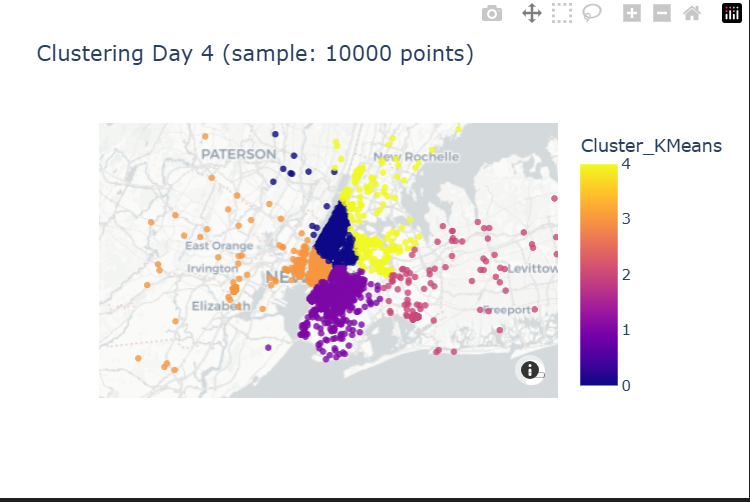 Clustering Day 4 (sample: 10000 points)
Cluster_KMeans
PATERSON
New Rochelle
4
3
East Orange
Irvington
NE
Levittow
2
Elizabeth
Freeport
1
0